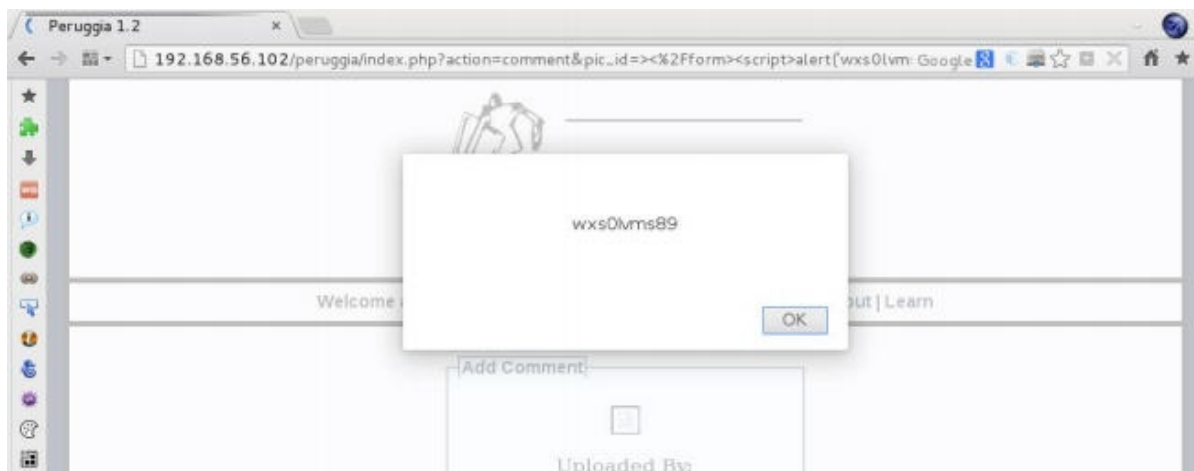 Peruggia 1.2
192.168.56.102/peruggia/index.php?action=comment&pic_id=><%2Fform><script>alert('wxs0lvm: Google
wxs0lvms89
OK
Welcome
out | Learn
Add Comment
Uploaded By: